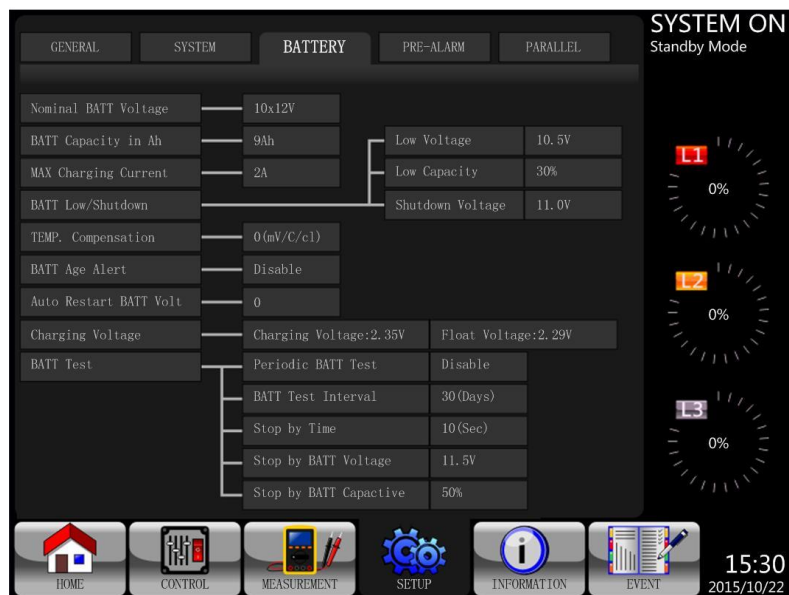 GENERAL SYSTEM BATTERY PRE-ALARM PARALLEL
SYSTEM ON
Standby Mode
Nominal BATT Voltage 10x12V
BATT Capacity in Ah 9Ah Low Voltage 10.5V
MAX Charging Current 2A Low Capacity 30%
BATT Low/Shutdown Shutdown Voltage 11.0V
TEMP. Compensation 0(mV/C/cl)
BATT Age Alert Disable
Auto Restart BATT Volt 0
Charging Voltage Charging Voltage:2.35V Float Voltage:2.29V
BATT Test Periodic BATT Test Disable
BATT Test Interval 30(Days)
Stop by Time 10(Sec)
Stop by BATT Voltage 11.5V
Stop by BATT Capactive 50%
L1
0%
L2
0%
L3
0%
HOME CONTROL MEASUREMENT SETUP INFORMATION EVENT
15:30
2015/10/22